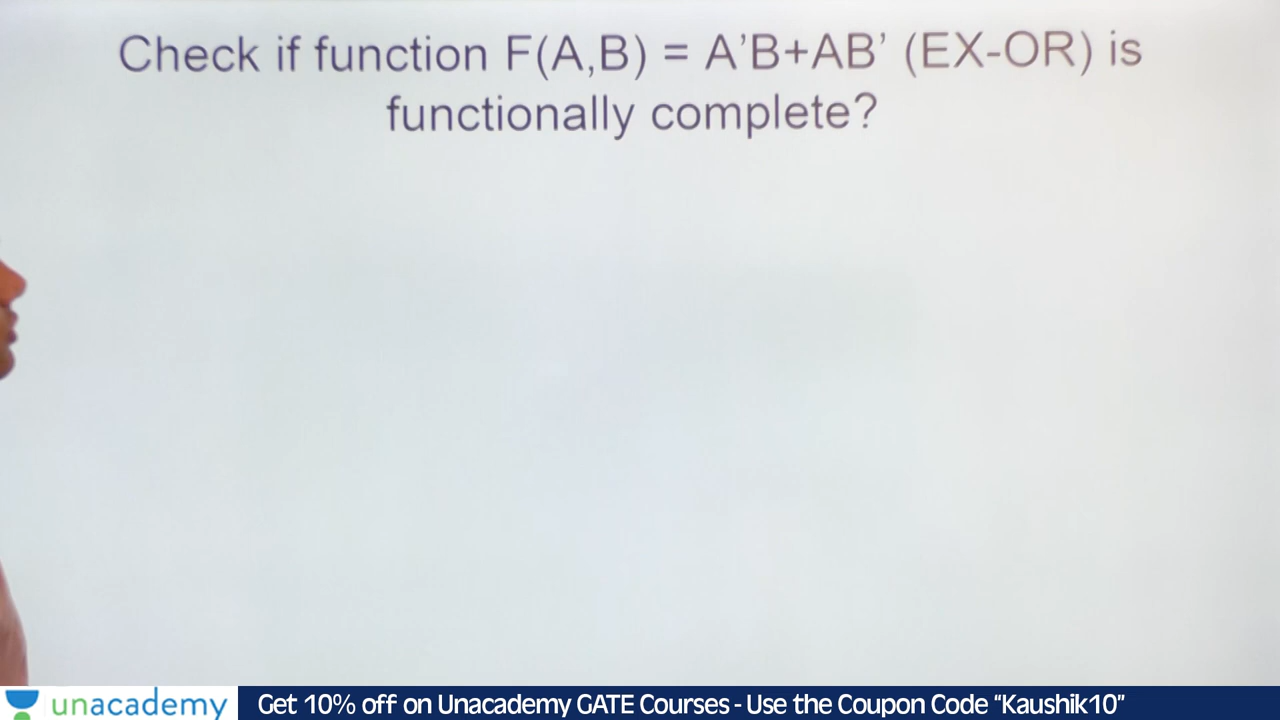 Check if function F(A,B) = A’B+AB’ (EX-OR) is
functionally complete?
unacademy
Get 10% off on Unacademy GATE Courses - Use the Coupon Code “Kaushik10”